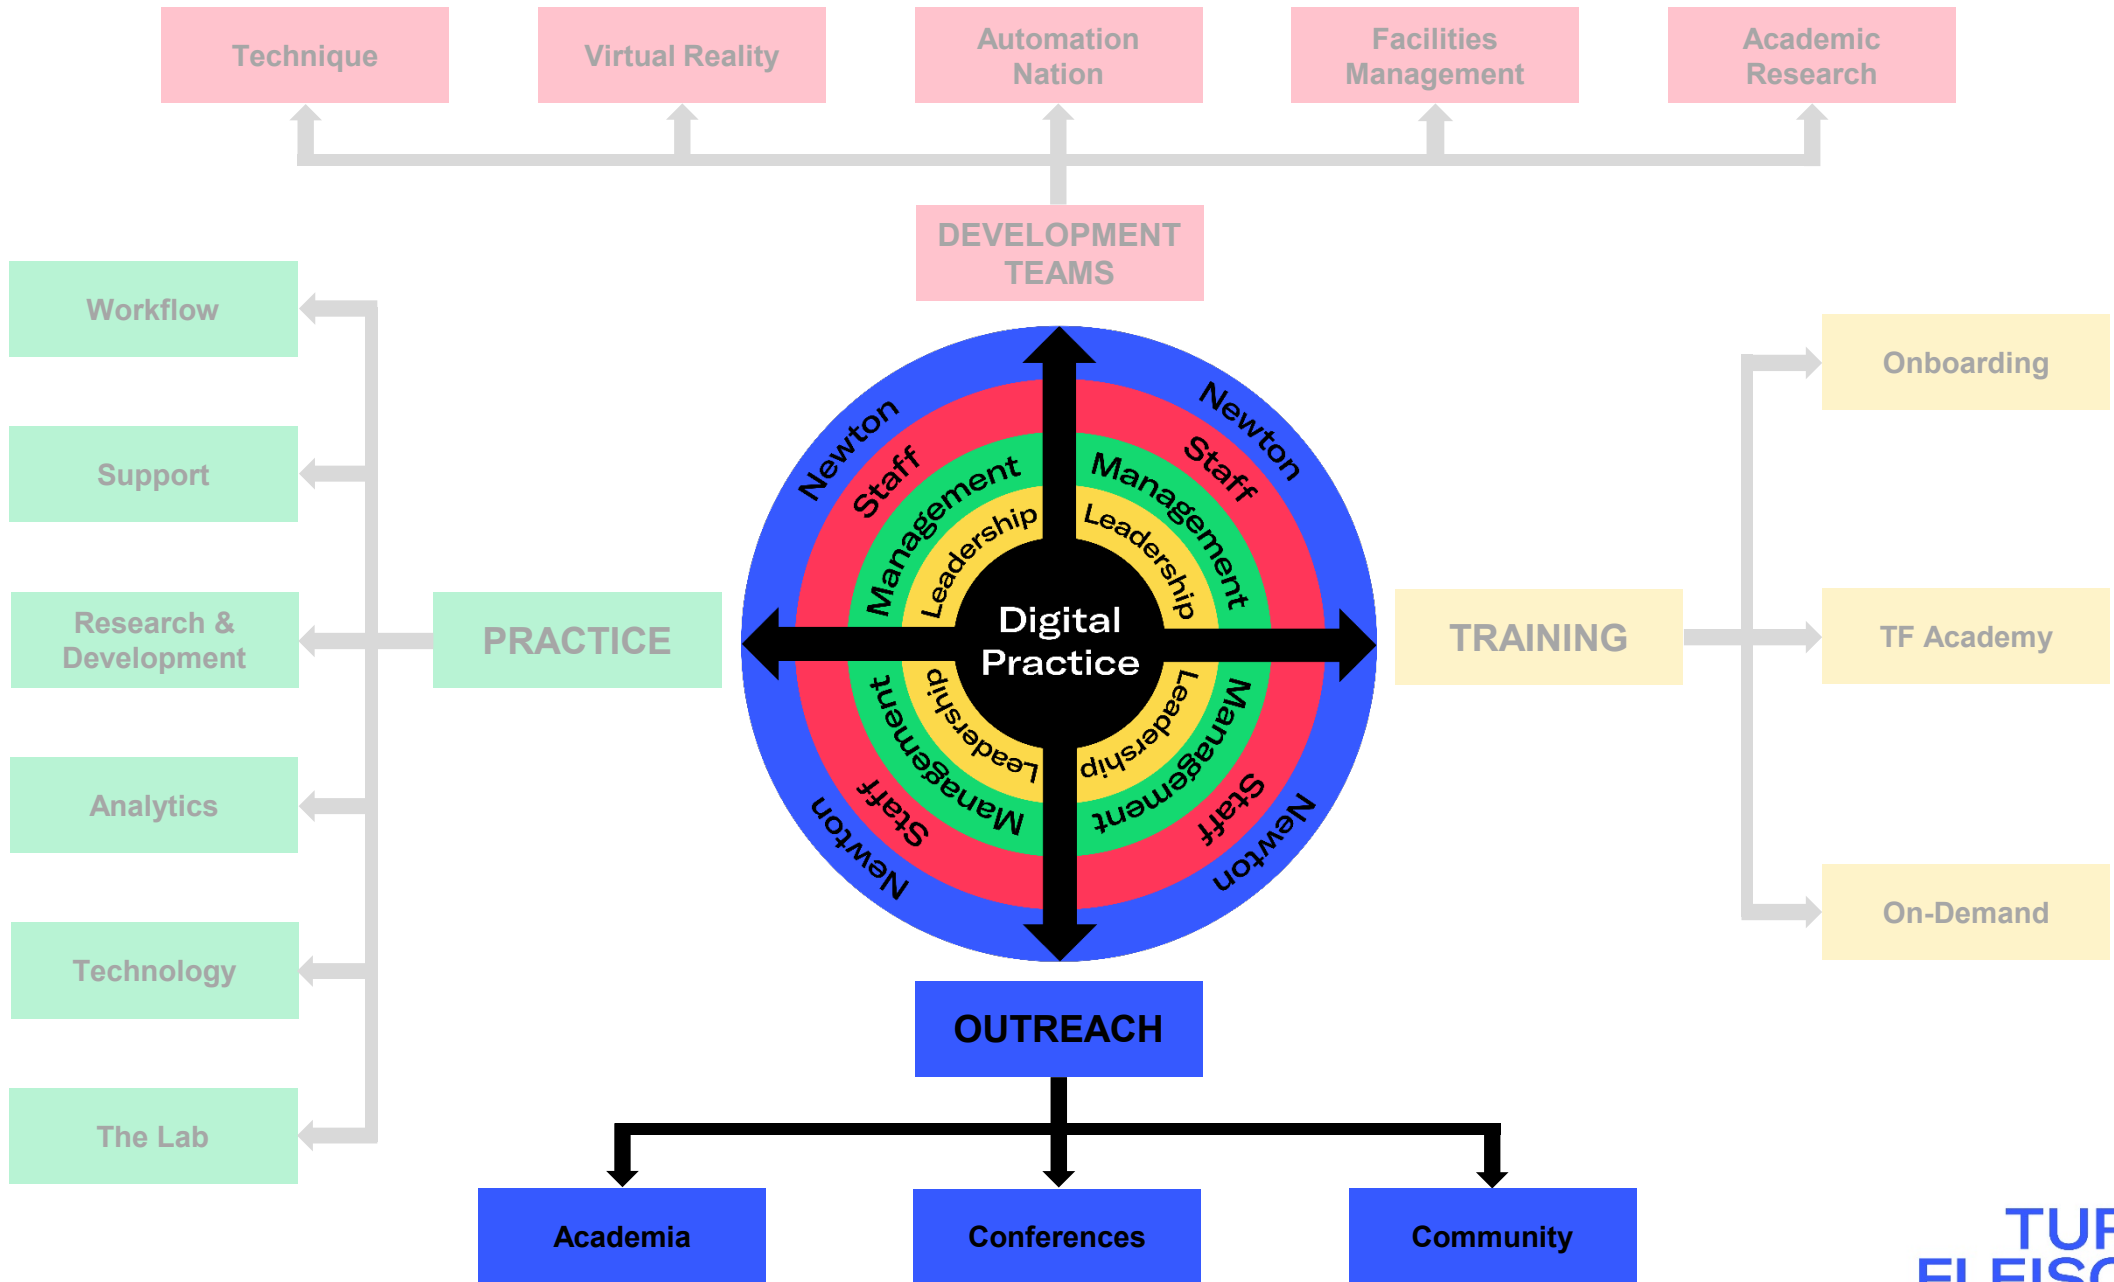 Technique
Virtual Reality
Automation
Nation
Facilities
Management
Academic
Research
DEVELOPMENT
TEAMS
Workflow
Support
Research &
Development
Analytics
Technology
The Lab
PRACTICE
Newton
Staff
Management
Leadership
Newton
Staff
Management
Leadership
Digital
Practice
Leadership
Management
Staff
Newton
Leadership
Management
Staff
Newton
TRAINING
Onboarding
TF Academy
On-Demand
OUTREACH
Academia
Conferences
Community